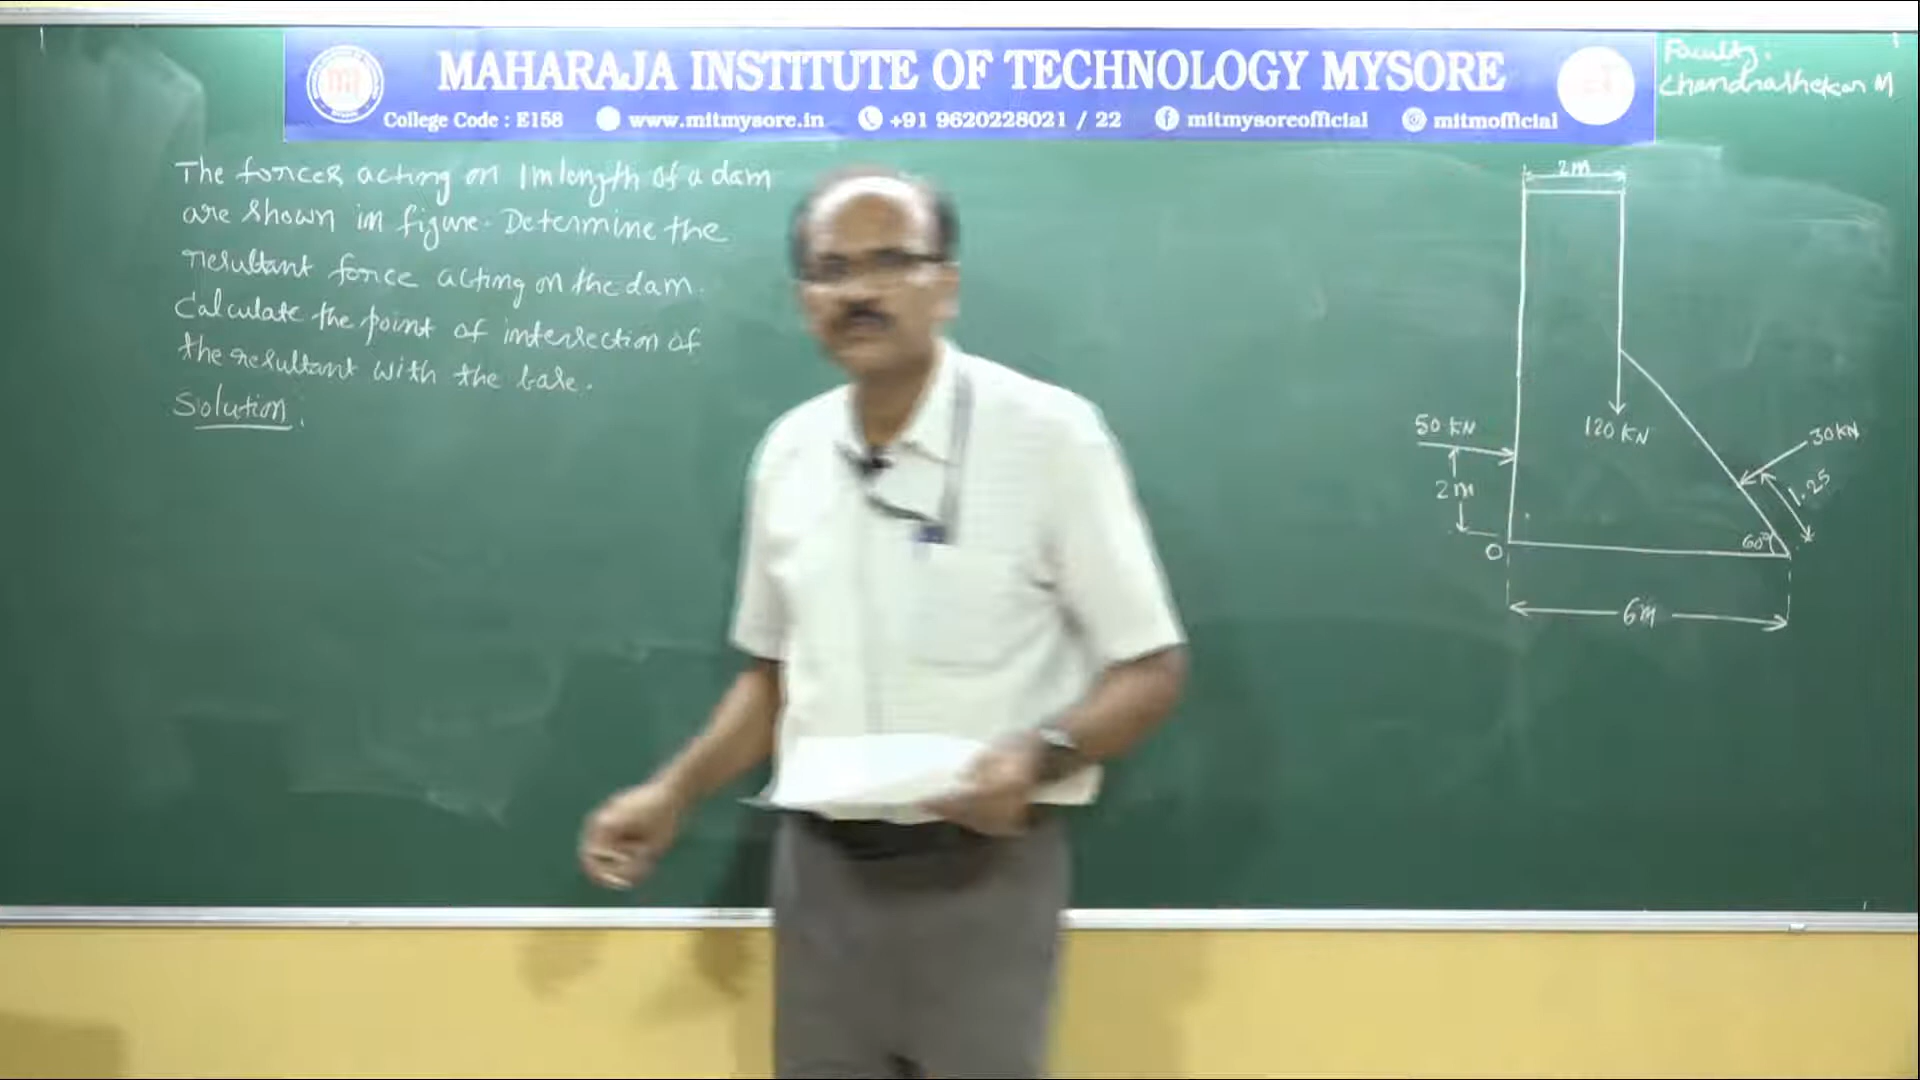 MAHARAJA INSTITUTE OF TECHNOLOGY MYSORE
College Code : E158 www.mitmysore.in +91 9620228021 / 22 mitmysoreofficial mitmofficial
Faculty:
Chandrashekar M
The forces acting on 1m length of a dam
are shown in figure. Determine the
resultant force acting on the dam.
Calculate the point of intersection of
the resultant with the base.
Solution:
2m
50 KN
120 KN
30KN
2m
1.25
60°
O
6m